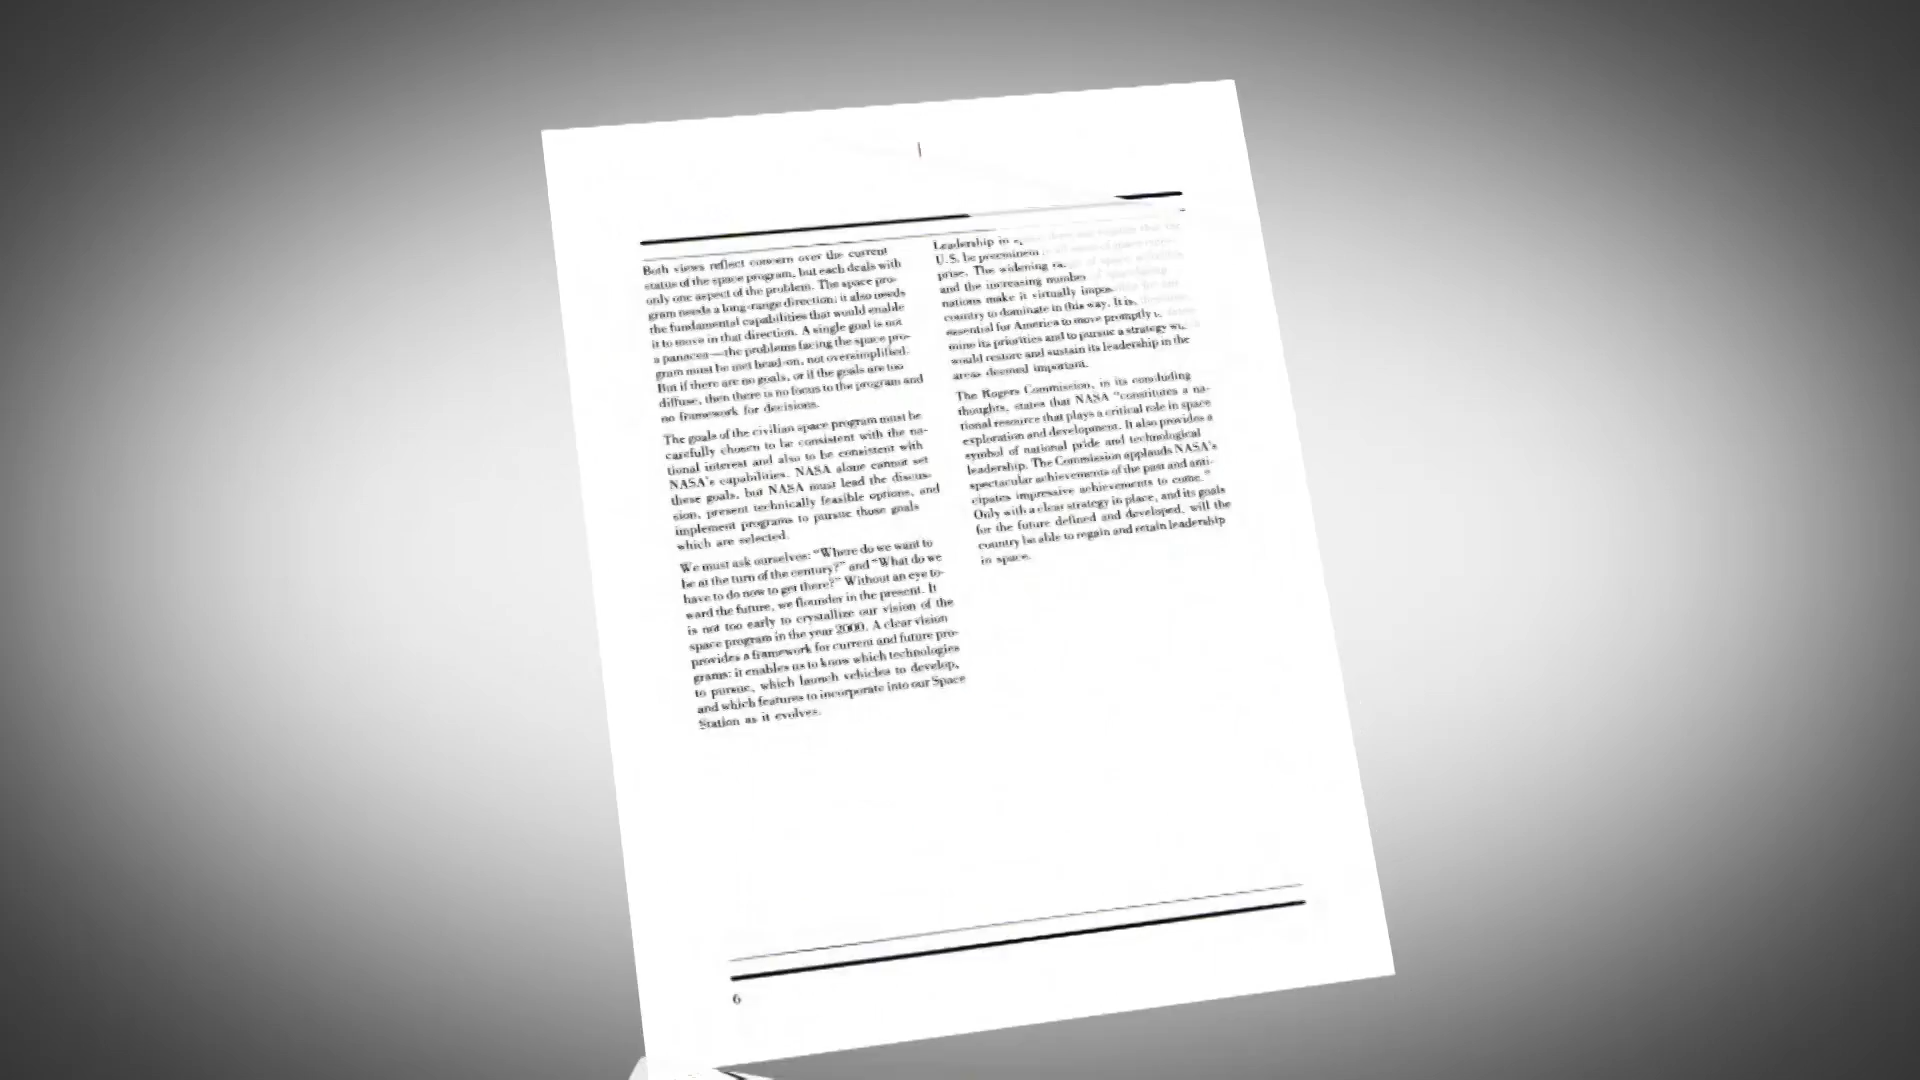 Both views reflect concern over the current
status of the space program, but each deals with
only one aspect of the problem. The space pro-
gram needs a long-range direction; it also needs
the fundamental capabilities that would enable
it to move in that direction. A single goal is not
a panacea—the problems facing the space pro-
gram must be met head-on, not oversimplified.
But if there are no goals, or if the goals are too
diffuse, then there is no focus to the program and
no framework for decisions.
The goals of the civilian space program must be
carefully chosen to be consistent with the na-
tional interest and also to be consistent with
NASA's capabilities. NASA alone cannot set
these goals, but NASA must lead the discus-
sion, present technically feasible options, and
implement programs to pursue those goals
which are selected.
We must ask ourselves: "Where do we want to
be at the turn of the century?" and "What do we
have to do now to get there?" Without an eye to-
ward the future, we flounder in the present. It
is not too early to crystallize our vision of the
space program in the year 2000. A clear vision
provides a framework for current and future pro-
grams: it enables us to know which technologies
to pursue, which launch vehicles to develop,
and which features to incorporate into our Space
Station as it evolves.
Leadership in
U.S. be preeminent
prise. The widening
and the increasing
nations make it virtually
country to dominate in this way. It is
essential for America to move promptly
mine its priorities and to pursue a strategy
would restore and sustain its leadership in the
areas deemed important.
The Rogers Commission, in its concluding
thoughts, states that NASA "constitutes a na-
tional resource that plays a critical role in space
exploration and development. It also provides a
symbol of national pride and technological
leadership. The Commission applauds NASA's
spectacular achievements of the past and anti-
cipates impressive achievements to come."
Only with a clear strategy in place, and its goals
for the future defined and developed, will the
country be able to regain and retain leadership
in space.
6